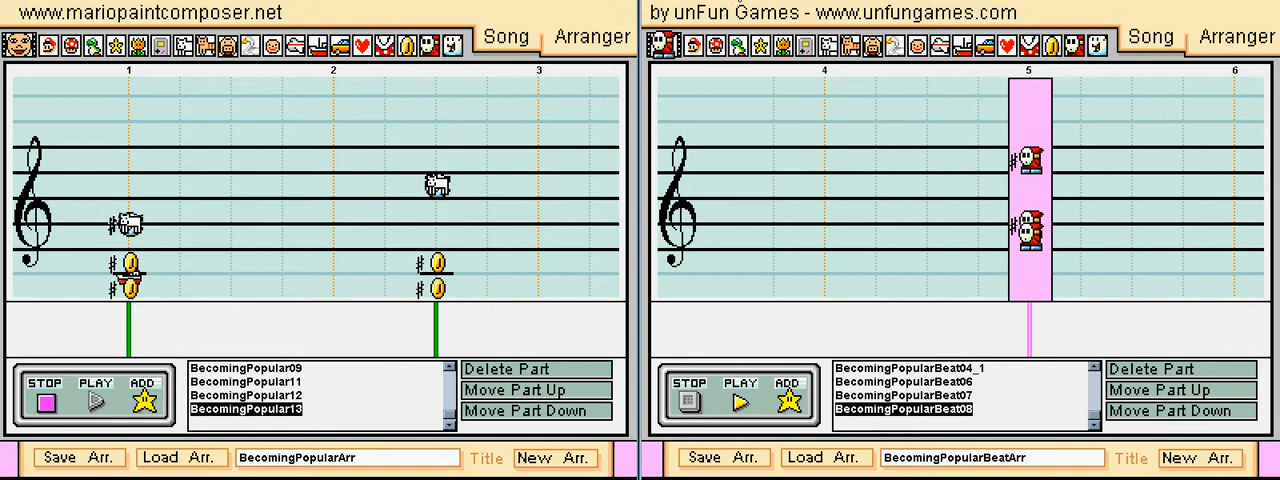 www.mariopaintcomposer.net
Song
Arranger
1 2 3
STOP PLAY ADD
BecomingPopular09
BecomingPopular11
BecomingPopular12
BecomingPopular13
Delete Part
Move Part Up
Move Part Down
Save Arr.
Load Arr.
BecomingPopularArr
Title
New Arr.
by unFun Games - www.unfungames.com
Song
Arranger
4 5 6
STOP PLAY ADD
BecomingPopularBeat04_1
BecomingPopularBeat06
BecomingPopularBeat07
BecomingPopularBeat08
Delete Part
Move Part Up
Move Part Down
Save Arr.
Load Arr.
BecomingPopularBeatArr
Title
New Arr.